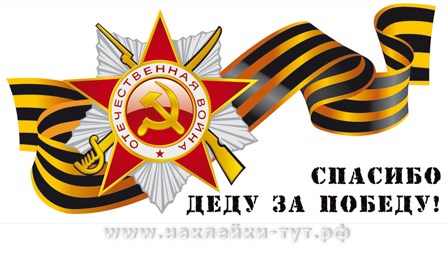 ОТЕЧЕСТВЕННАЯ ВОЙНА
СПАСИБО
ДЕДУ ЗА ПОБЕДУ!
www.наклейки-тут.рф